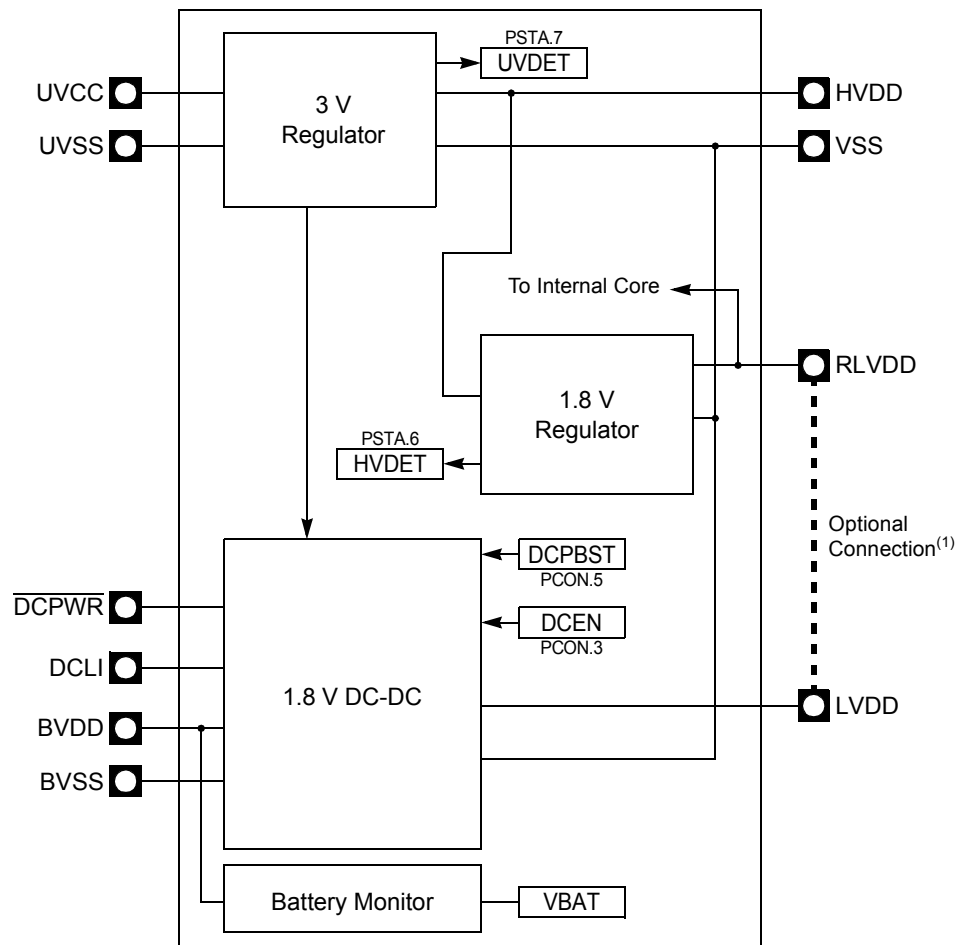 PSTA.7
UVDET
UVCC
3 V
Regulator
HVDD
UVSS
VSS
To Internal Core
RLVDD
1.8 V
Regulator
PSTA.6
HVDET
Optional
Connection(1)
DCPBST
PCON.5
DCPWR
DCEN
PCON.3
DCLI
1.8 V DC-DC
LVDD
BVDD
BVSS
Battery Monitor
VBAT